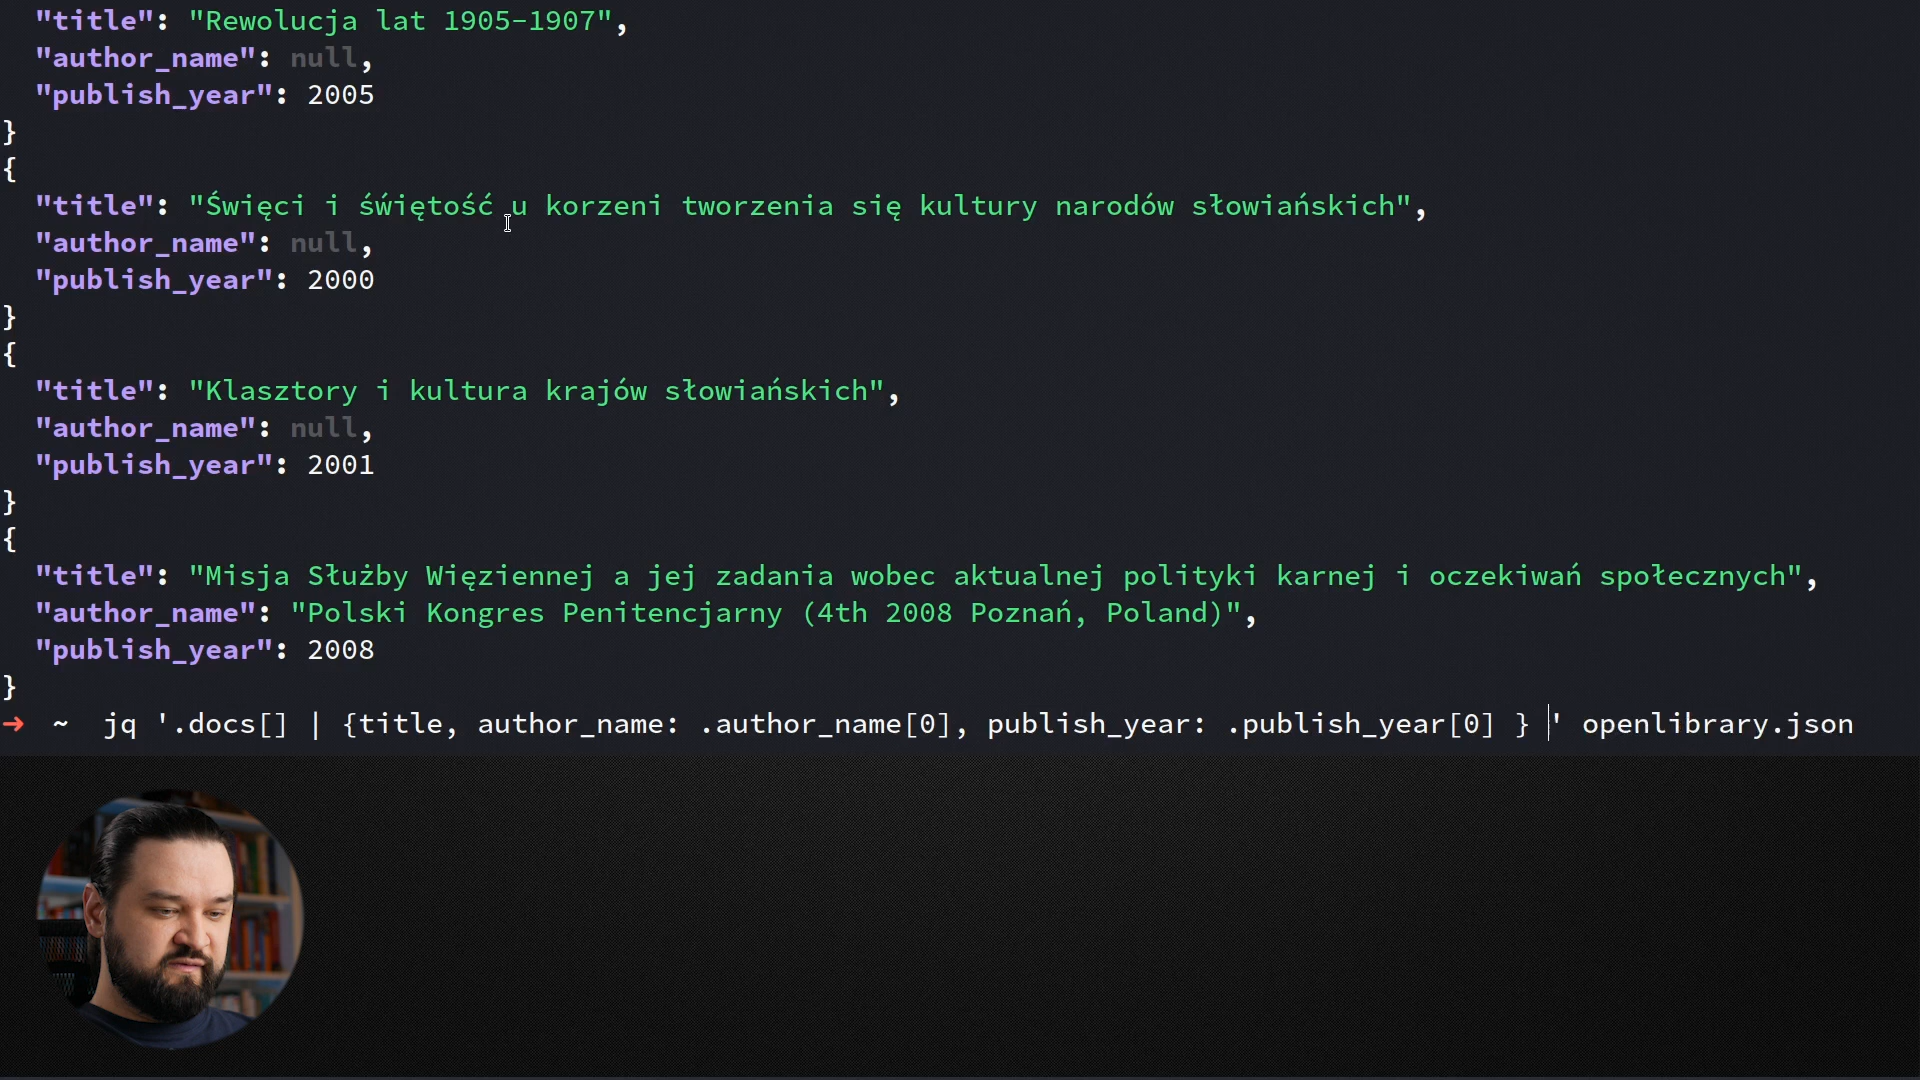 "title": "Rewolucja lat 1905-1907",
"author_name": null,
"publish_year": 2005
}
{
"title": "Święci i świętość u korzeni tworzenia się kultury narodów słowiańskich",
"author_name": null,
"publish_year": 2000
}
{
"title": "Klasztory i kultura krajów słowiańskich",
"author_name": null,
"publish_year": 2001
}
{
"title": "Misja Służby Więziennej a jej zadania wobec aktualnej polityki karnej i oczekiwań społecznych",
"author_name": "Polski Kongres Penitencjarny (4th 2008 Poznań, Poland)",
"publish_year": 2008
}
➜ ~ jq '.docs[] | {title, author_name: .author_name[0], publish_year: .publish_year[0] } ' openlibrary.json